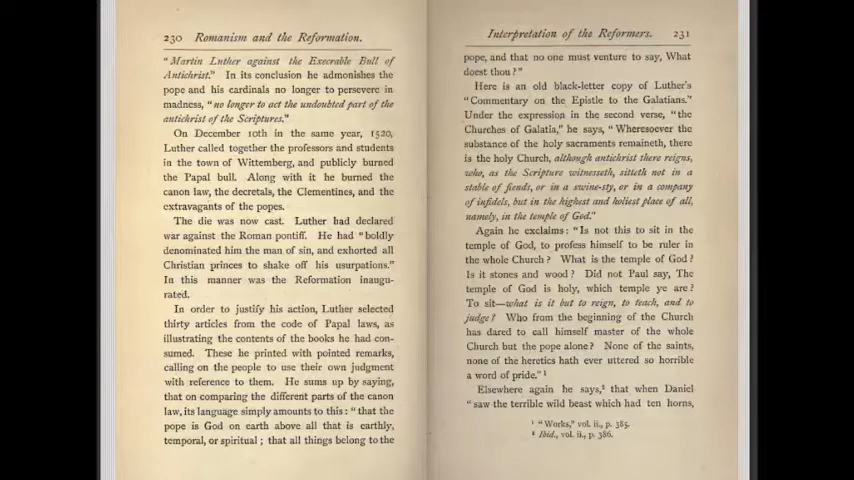 230 Romanism and the Reformation.
"Martin Luther against the Execrable Bull of
Antichrist." In its conclusion he admonishes the
pope and his cardinals no longer to persevere in
madness, "no longer to act the undoubted part of the
antichrist of the Scriptures."
On December 10th in the same year, 1520,
Luther called together the professors and students
in the town of Wittemberg, and publicly burned
the Papal bull. Along with it he burned the
canon law, the decretals, the Clementines, and the
extravagants of the popes.
The die was now cast. Luther had declared
war against the Roman pontiff. He had "boldly
denominated him the man of sin, and exhorted all
Christian princes to shake off his usurpations."
In this manner was the Reformation inaugu-
rated.
In order to justify his action, Luther selected
thirty articles from the code of Papal laws, as
illustrating the contents of the books he had con-
sumed. These he printed with pointed remarks,
calling on the people to use their own judgment
with reference to them. He sums up by saying,
that on comparing the different parts of the canon
law, its language simply amounts to this: "that the
pope is God on earth above all that is earthly,
temporal, or spiritual; that all things belong to the
Interpretation of the Reformers. 231
pope, and that no one must venture to say, What
doest thou?"
Here is an old black-letter copy of Luther's
"Commentary on the Epistle to the Galatians."
Under the expression in the second verse, "the
Churches of Galatia," he says, "Wheresoever the
substance of the holy sacraments remaineth, there
is the holy Church, although antichrist there reigns,
who, as the Scripture witnesseth, sitteth not in a
stable of fiends, or in a swine-sty, or in a company
of infidels, but in the highest and holiest place of all,
namely, in the temple of God."
Again he exclaims: "Is not this to sit in the
temple of God, to profess himself to be ruler in
the whole Church? What is the temple of God?
Is it stones and wood? Did not Paul say, The
temple of God is holy, which temple ye are?
To sit—what is it but to reign, to teach, and to
judge? Who from the beginning of the Church
has dared to call himself master of the whole
Church but the pope alone? None of the saints,
none of the heretics hath ever uttered so horrible
a word of pride." ¹
Elsewhere again he says,² that when Daniel
"saw the terrible wild beast which had ten horns,
¹ "Works," vol. ii., p. 385.
² Ibid., vol. ii., p. 386.